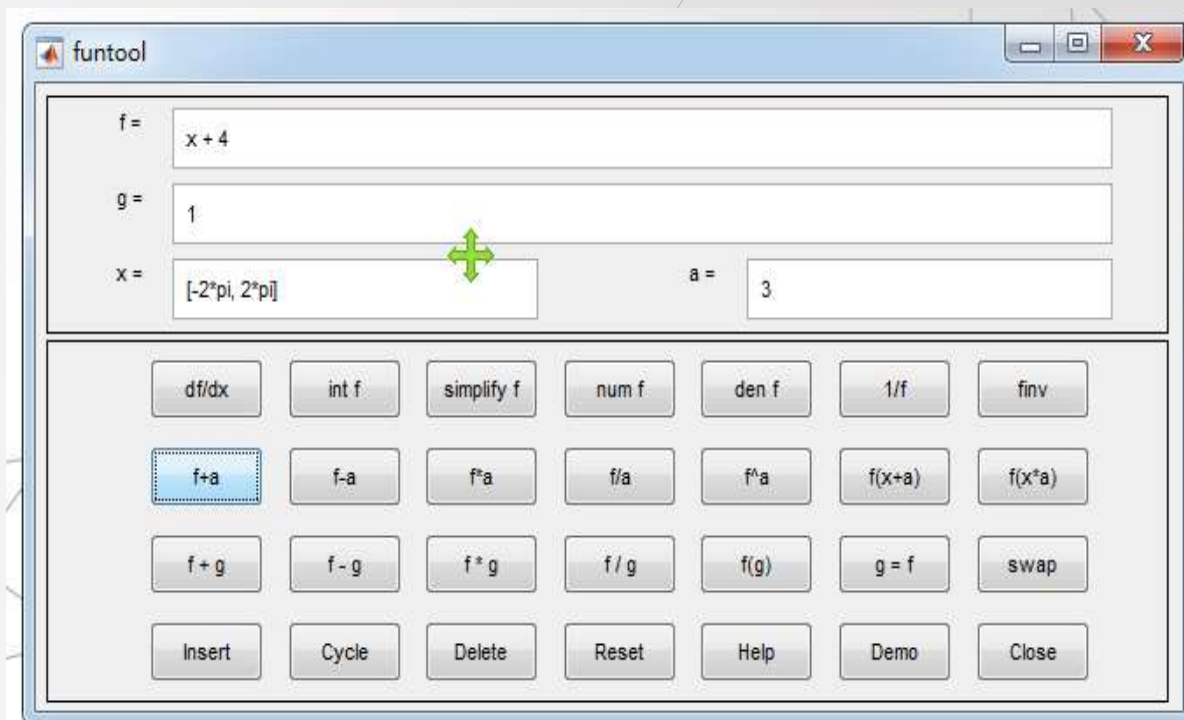 funtool
f =
x + 4
g =
1
x =
[-2*pi, 2*pi]
a =
3
df/dx int f simplify f num f den f 1/f finv
f+a f-a f*a f/a f^a f(x+a) f(x*a)
f + g f - g f * g f / g f(g) g = f swap
Insert Cycle Delete Reset Help Demo Close